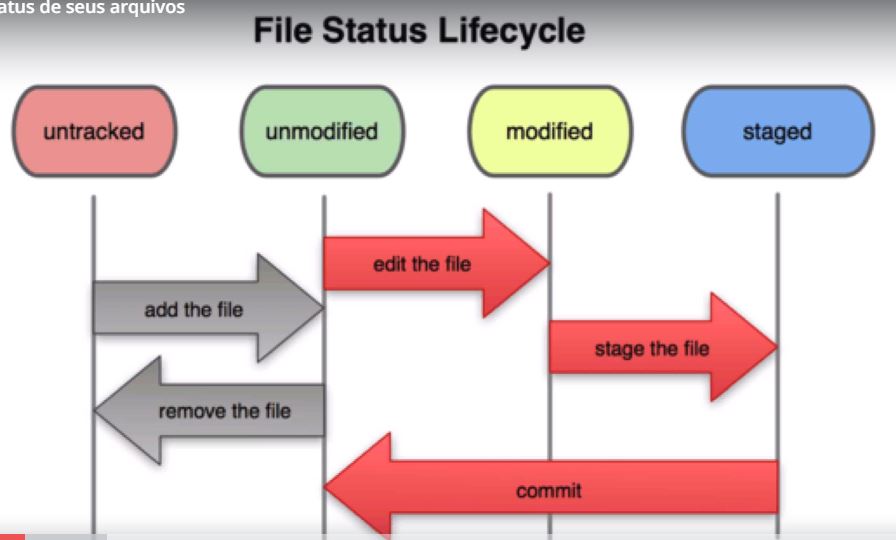 atus de seus arquivos
File Status Lifecycle
untracked
unmodified
modified
staged
edit the file
add the file
stage the file
remove the file
commit